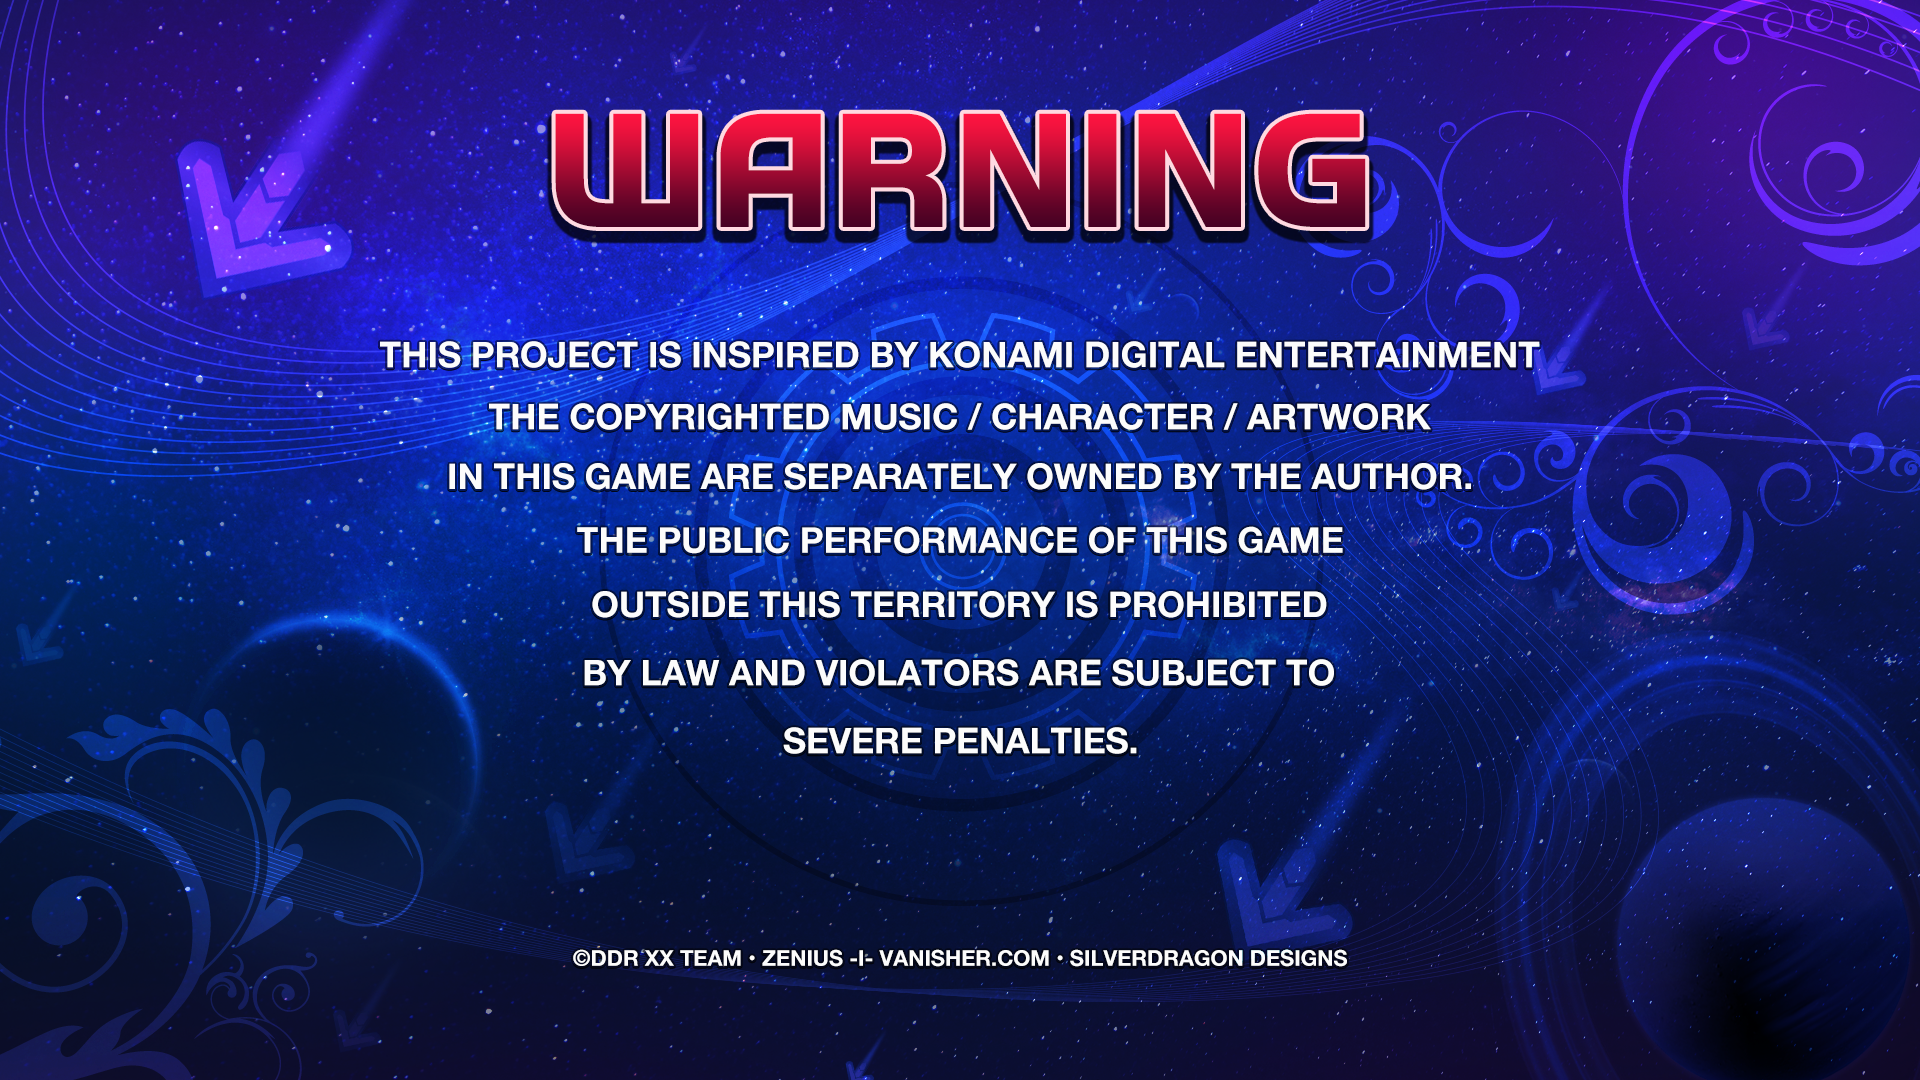 WARNING
THIS PROJECT IS INSPIRED BY KONAMI DIGITAL ENTERTAINMENT
THE COPYRIGHTED MUSIC / CHARACTER / ARTWORK
IN THIS GAME ARE SEPARATELY OWNED BY THE AUTHOR.
THE PUBLIC PERFORMANCE OF THIS GAME
OUTSIDE THIS TERRITORY IS PROHIBITED
BY LAW AND VIOLATORS ARE SUBJECT TO
SEVERE PENALTIES.
©DDR XX TEAM • ZENIUS -I- VANISHER.COM • SILVERDRAGON DESIGNS